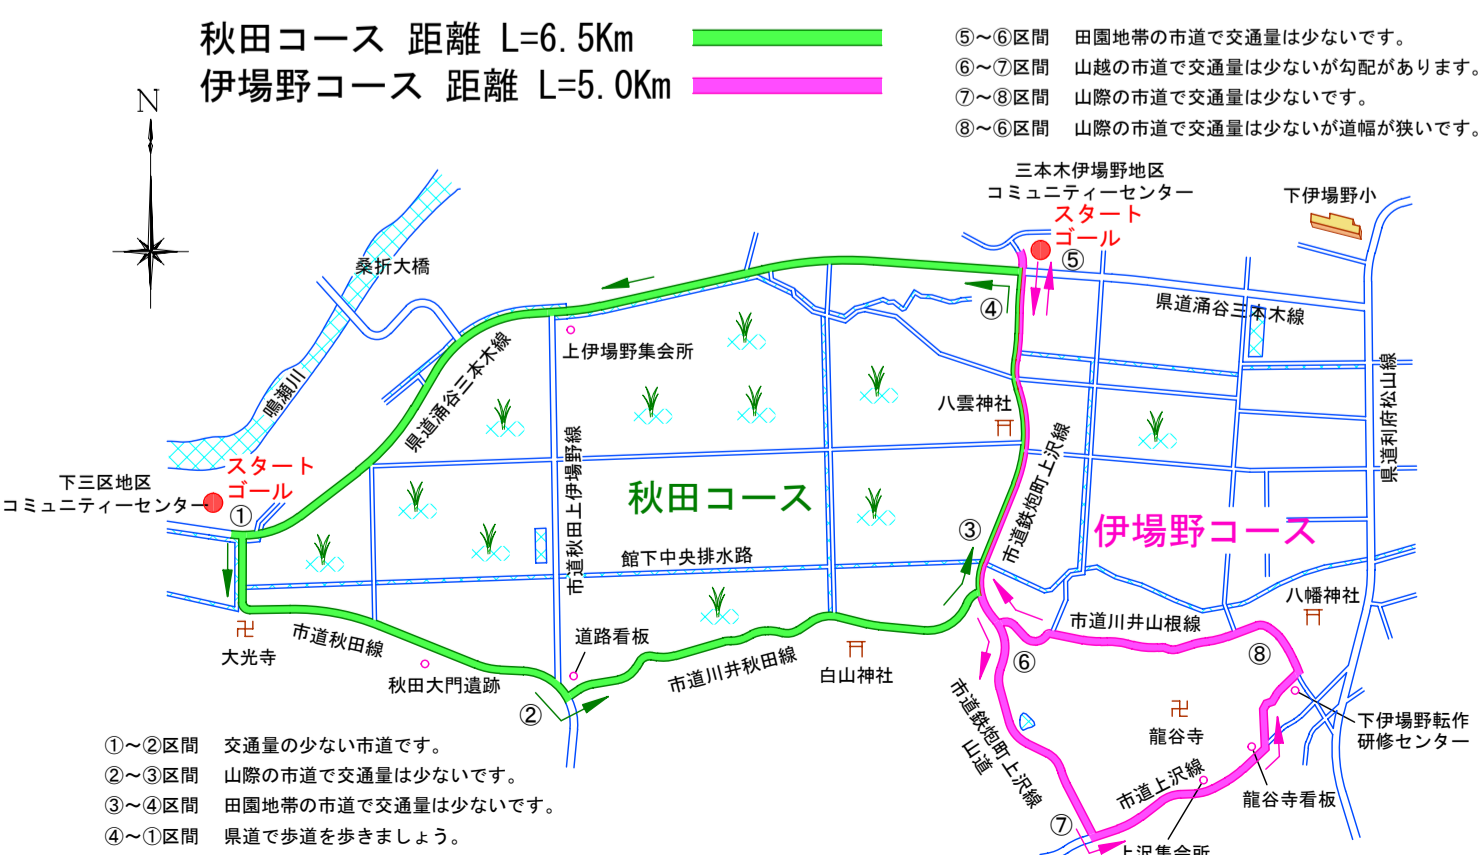 秋田コース 距離 L=6.5Km
伊場野コース 距離 L=5.0Km
⑤～⑥区間 田園地帯の市道で交通量は少ないです。
⑥～⑦区間 山越の市道で交通量は少ないが勾配があります。
⑦～⑧区間 山際の市道で交通量は少ないです。
⑧～⑥区間 山際の市道で交通量は少ないが道幅が狭いです。
N
三本木伊場野地区
コミュニティーセンター
スタート
ゴール
⑤
下伊場野小
桑折大橋
県道涌谷三本木線
④
上伊場野集会所
県道涌谷三本木線
鳴瀬川
八雲神社
県道利府松山線
下三区地区
コミュニティーセンター
スタート
ゴール
①
市道秋田上伊場野線
秋田コース
市道鉄炮町上沢線
③
伊場野コース
館下中央排水路
八幡神社
市道川井山根線
大光寺
市道秋田線
道路看板
秋田大門遺跡
市道川井秋田線
白山神社
⑥
⑧
②
市道鉄炮町上沢線
山道
龍谷寺
下伊場野転作
研修センター
市道上沢線
龍谷寺看板
⑦
上沢集会所
①～②区間 交通量の少ない市道です。
②～③区間 山際の市道で交通量は少ないです。
③～④区間 田園地帯の市道で交通量は少ないです。
④～①区間 県道で歩道を歩きましょう。